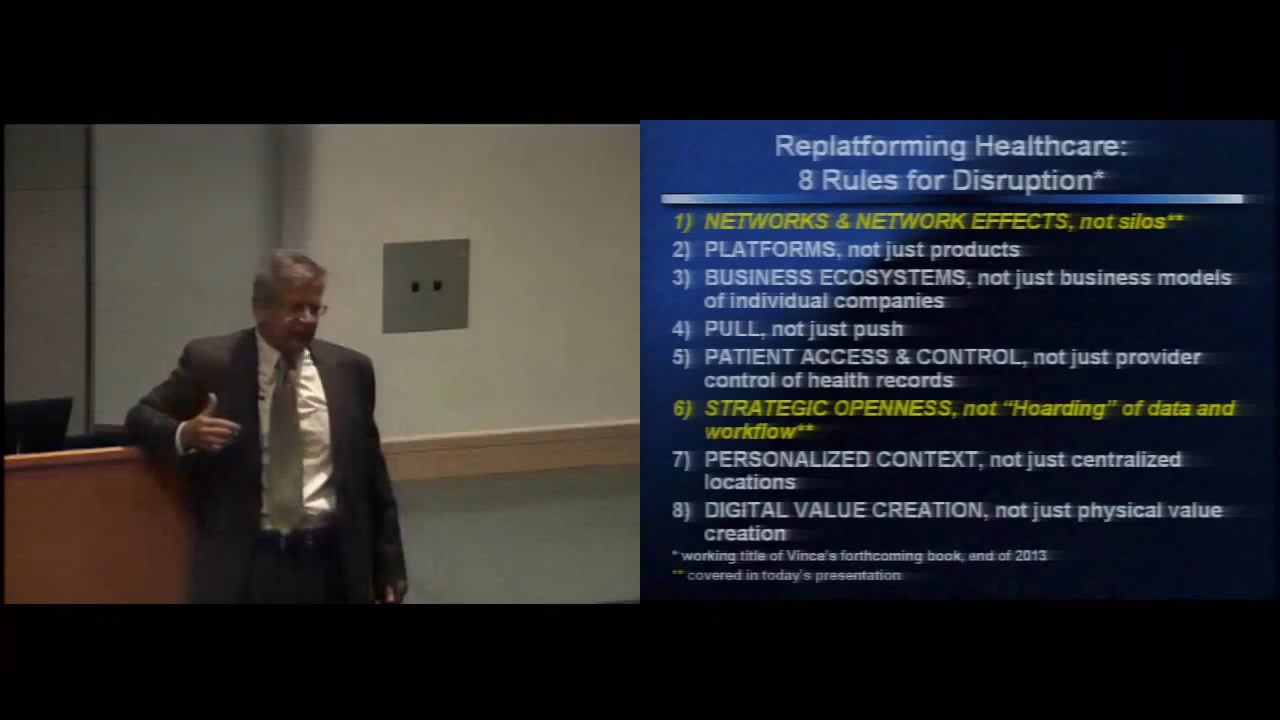 Replatforming Healthcare:
8 Rules for Disruption*
1) NETWORKS & NETWORK EFFECTS, not silos**
2) PLATFORMS, not just products
3) BUSINESS ECOSYSTEMS, not just business models
of individual companies
4) PULL, not just push
5) PATIENT ACCESS & CONTROL, not just provider
control of health records
6) STRATEGIC OPENNESS, not “Hoarding” of data and
workflow**
7) PERSONALIZED CONTEXT, not just centralized
locations
8) DIGITAL VALUE CREATION, not just physical value
creation
* working title of Vince's forthcoming book, end of 2013
** covered in today's presentation